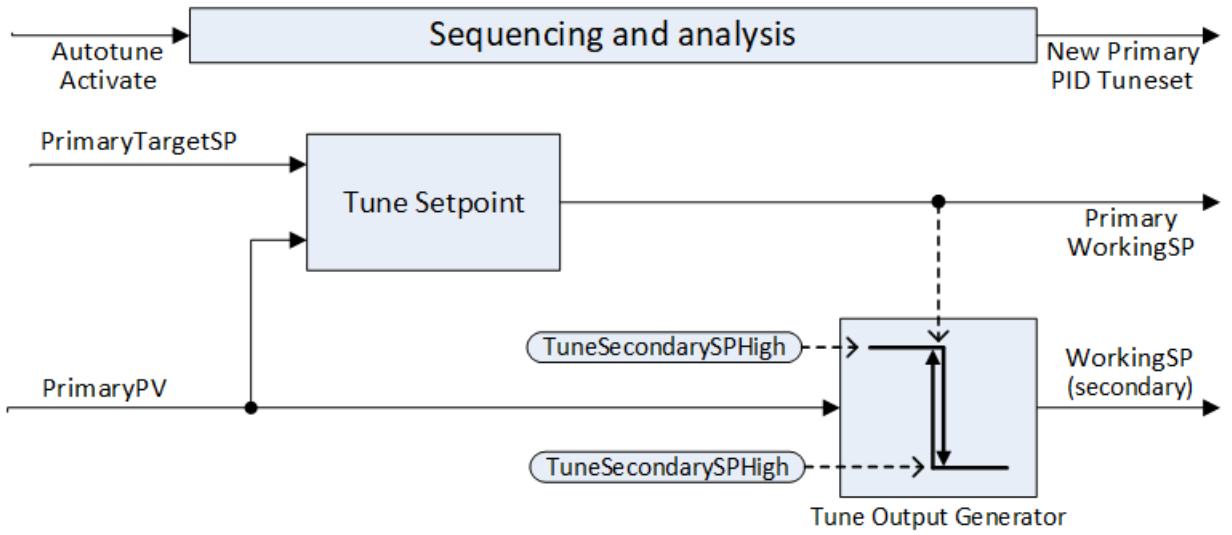 Sequencing and analysis
Autotune
Activate
New Primary
PID Tuneset
PrimaryTargetSP
Tune Setpoint
Primary
WorkingSP
TuneSecondarySPHigh
WorkingSP
(secondary)
PrimaryPV
TuneSecondarySPHigh
Tune Output Generator